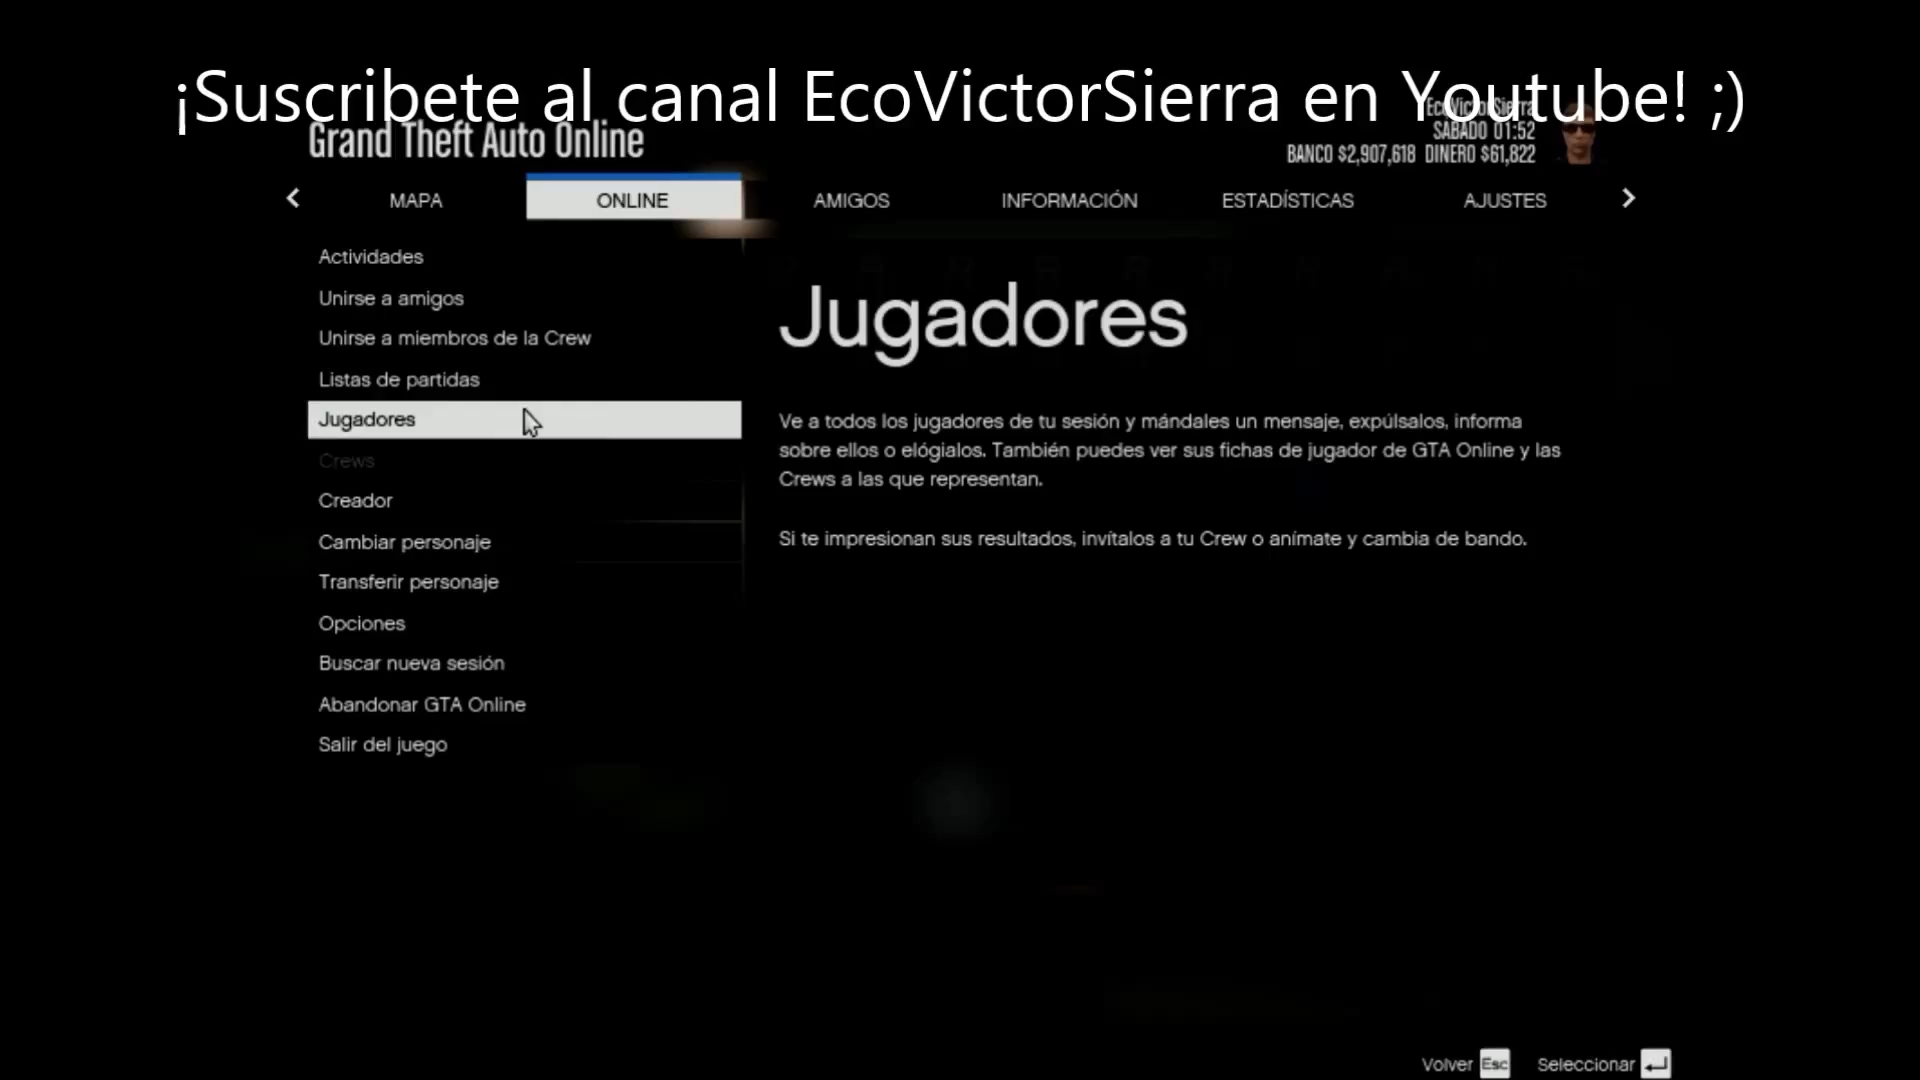 ¡Suscribete al canal EcoVictorSierra en Youtube! ;)
Grand Theft Auto Online
EcoVictorSierra
SÁBADO 01:52
BANCO $2,907,618 DINERO $61,822
MAPA
ONLINE
AMIGOS
INFORMACIÓN
ESTADÍSTICAS
AJUSTES
Actividades
Unirse a amigos
Unirse a miembros de la Crew
Listas de partidas
Jugadores
Crews
Creador
Cambiar personaje
Transferir personaje
Opciones
Buscar nueva sesión
Abandonar GTA Online
Salir del juego
Jugadores
Ve a todos los jugadores de tu sesión y mándales un mensaje, expúlsalos, informa
sobre ellos o elógialos. También puedes ver sus fichas de jugador de GTA Online y las
Crews a las que representan.
Si te impresionan sus resultados, invítalos a tu Crew o anímate y cambia de bando.
Volver Esc Seleccionar